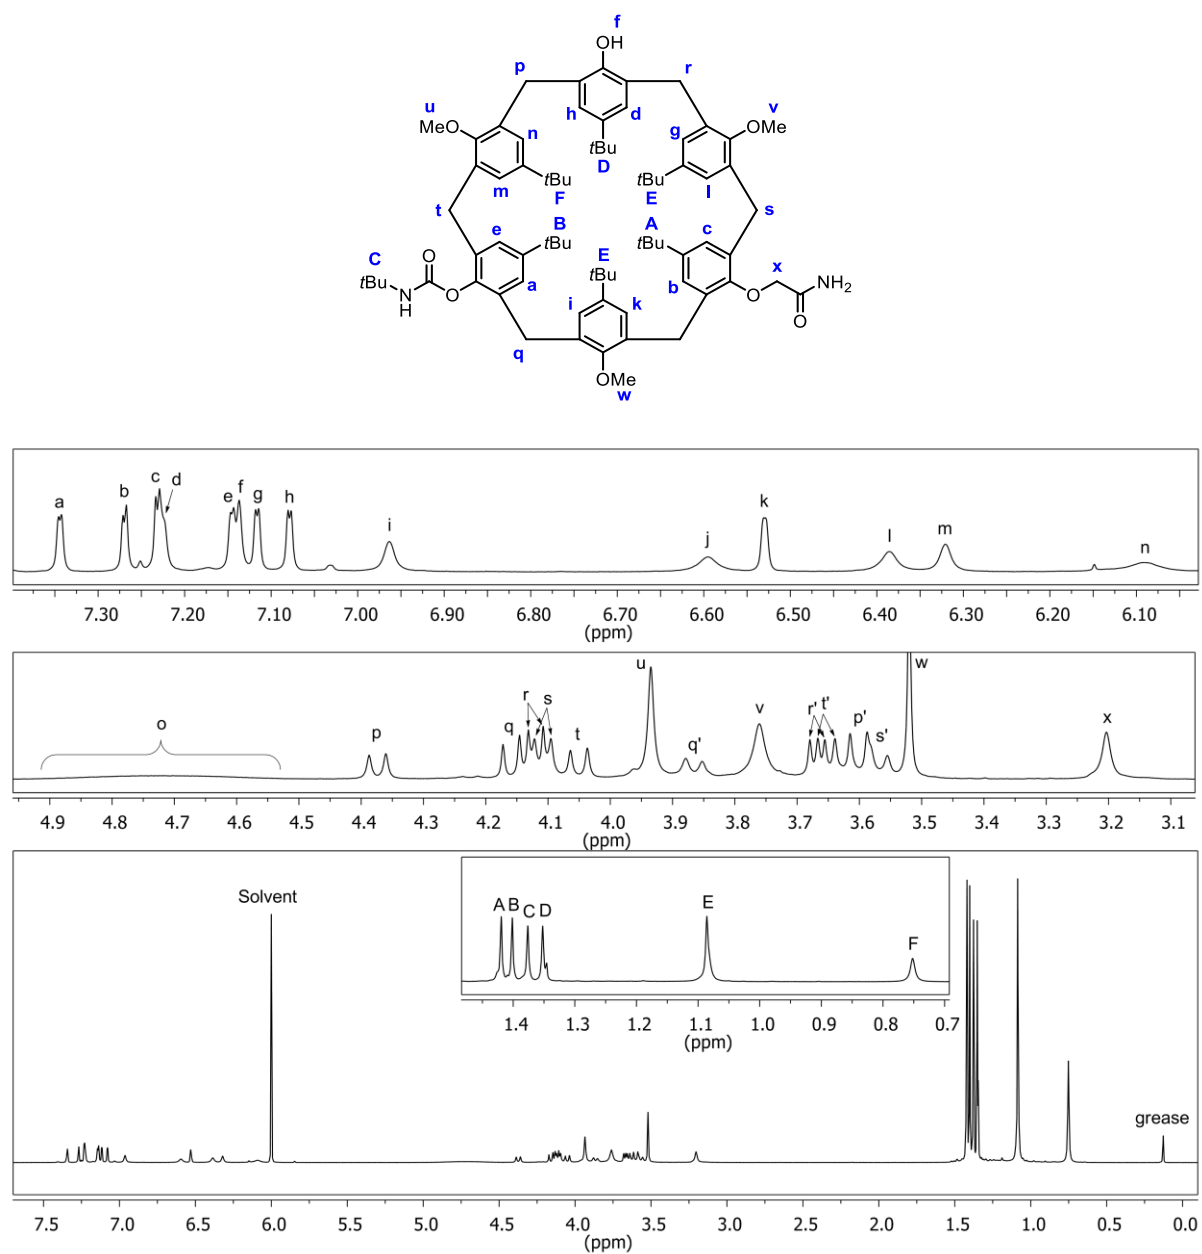 f
OH
p
r
u
v
MeO
h
d
OMe
n
g
tBu
D
tBu
tBu
m
F
E
l
t
s
B
A
e
tBu
tBu
c
C
E
x
O
tBu
tBu
NH2
N
H
O
a
i
k
b
O
O
q
OMe
w
a
b
c
d
e
f
g
h
i
j
k
l
m
n
7.30 7.20 7.10 7.00 6.90 6.80 6.70 6.60 6.50 6.40 6.30 6.20 6.10
(ppm)
o
p
q
r
s
t
u
q'
v
r'
t'
p'
s'
w
x
4.9 4.8 4.7 4.6 4.5 4.4 4.3 4.2 4.1 4.0 3.9 3.8 3.7 3.6 3.5 3.4 3.3 3.2 3.1
(ppm)
Solvent
A B C D
E
F
1.4 1.3 1.2 1.1 1.0 0.9 0.8 0.7
(ppm)
grease
7.5 7.0 6.5 6.0 5.5 5.0 4.5 4.0 3.5 3.0 2.5 2.0 1.5 1.0 0.5 0.0
(ppm)